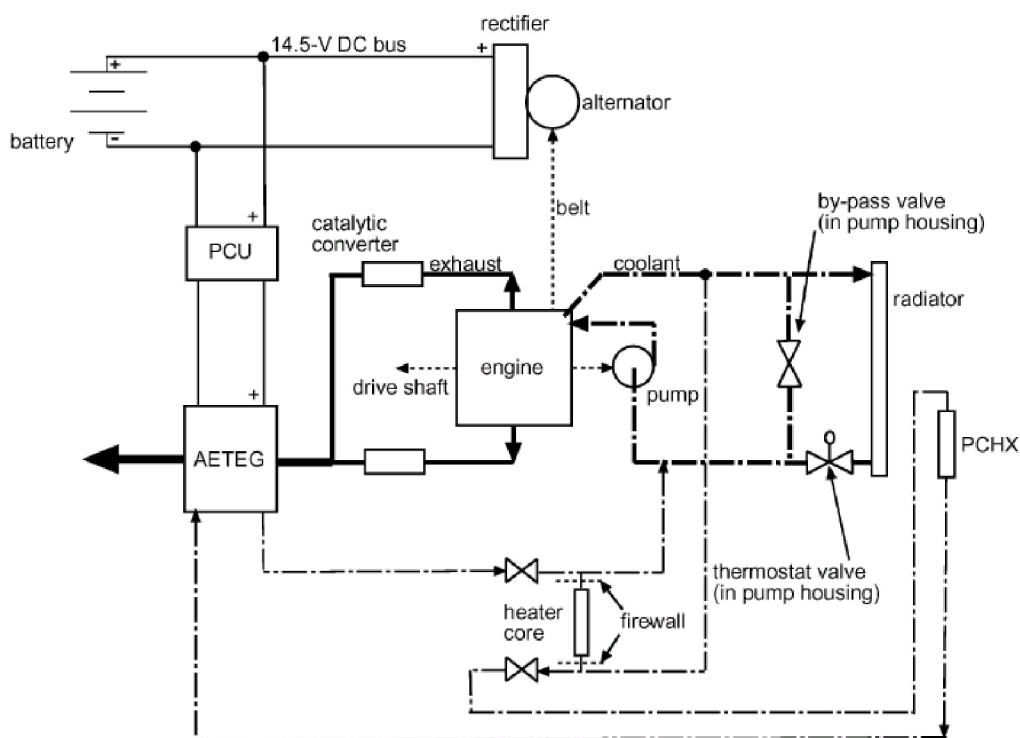 rectifier
14.5-V DC bus
+
+
alternator
battery
-
belt
by-pass valve
(in pump housing)
catalytic
converter
+
PCU
exhaust
coolant
radiator
engine
drive shaft
pump
+
AETEG
PCHX
thermostat valve
(in pump housing)
heater
core
firewall